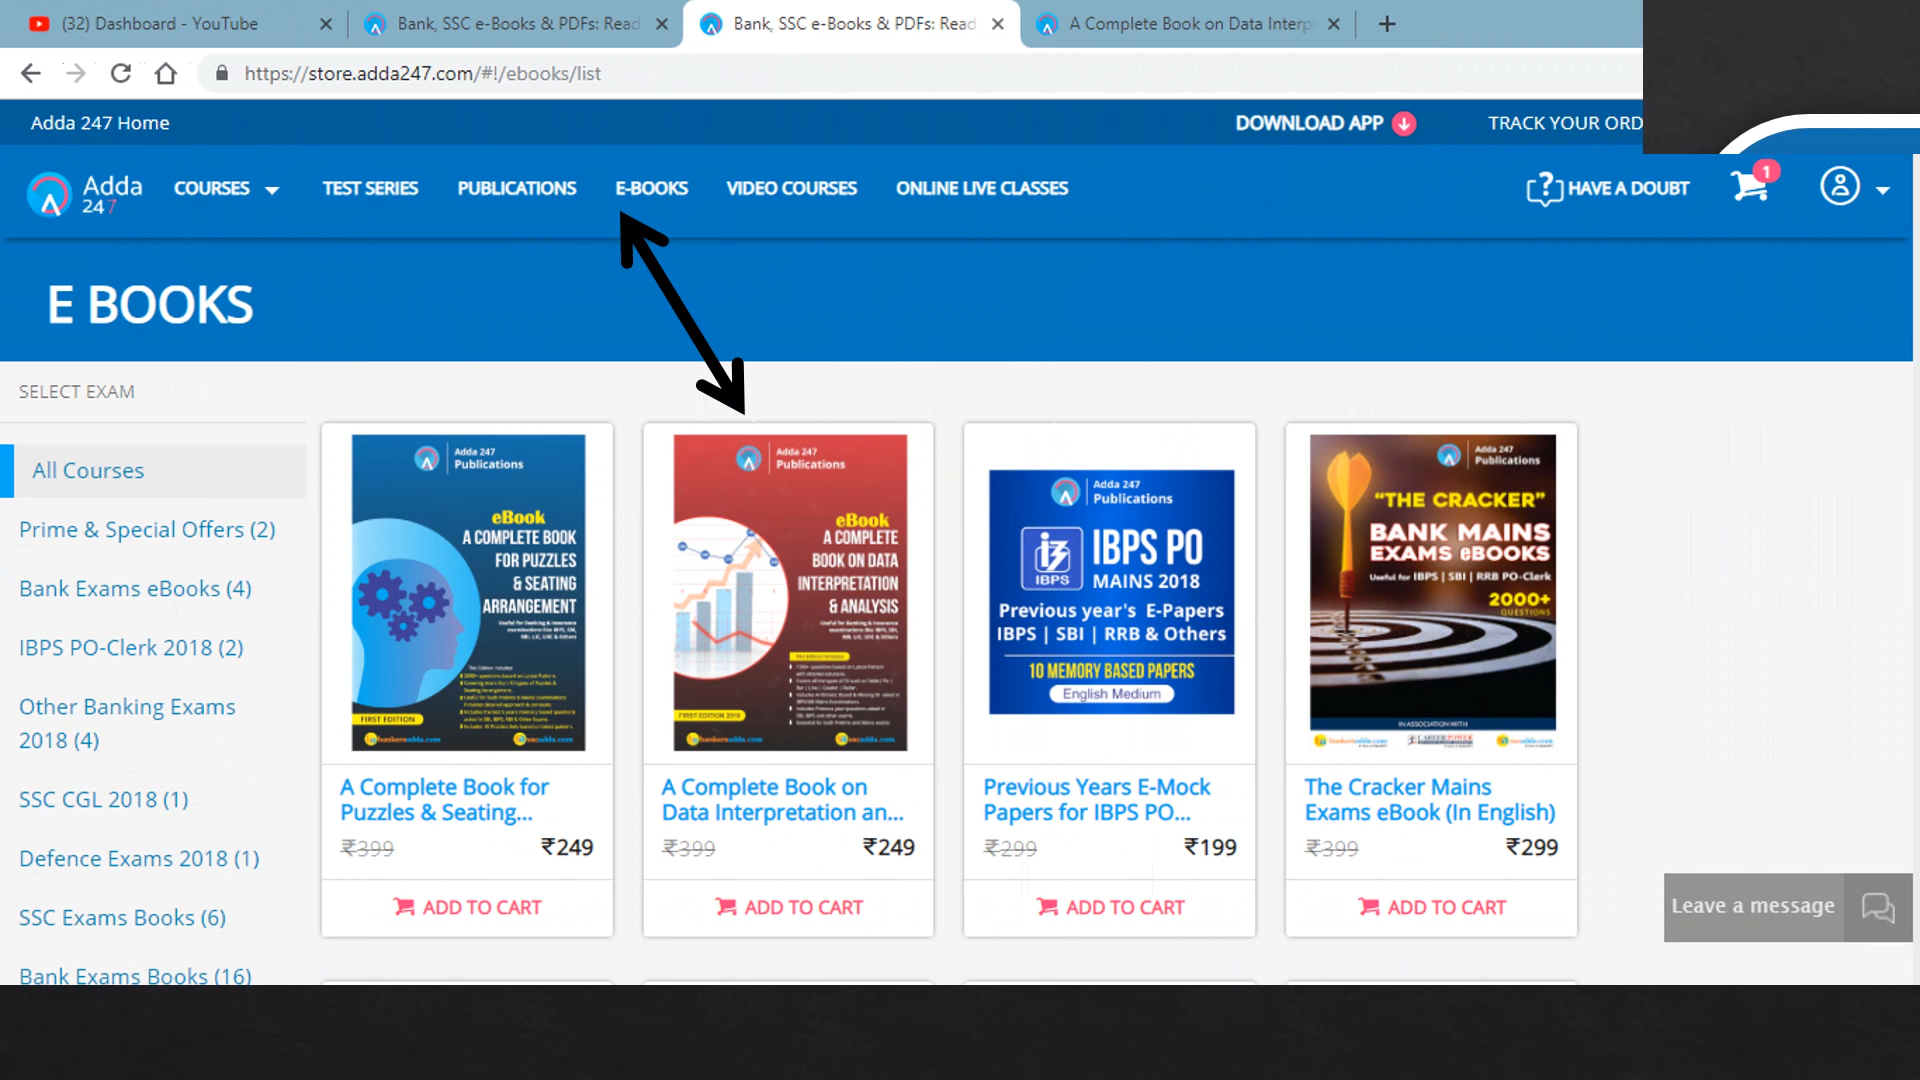 (32) Dashboard - YouTube
Bank, SSC e-Books & PDFs: Read
Bank, SSC e-Books & PDFs: Read
A Complete Book on Data Interp
https://store.adda247.com/#!/ebooks/list
Adda 247 Home
DOWNLOAD APP
TRACK YOUR ORD
Adda
247
COURSES
TEST SERIES
PUBLICATIONS
E-BOOKS
VIDEO COURSES
ONLINE LIVE CLASSES
HAVE A DOUBT
1
E BOOKS
SELECT EXAM
All Courses
Prime & Special Offers (2)
Bank Exams eBooks (4)
IBPS PO-Clerk 2018 (2)
Other Banking Exams
2018 (4)
SSC CGL 2018 (1)
Defence Exams 2018 (1)
SSC Exams Books (6)
Bank Exams Books (16)
Adda 247
Publications
eBook
A COMPLETE BOOK
FOR PUZZLES
& SEATING
ARRANGEMENT
FIRST EDITION
A Complete Book for
Puzzles & Seating...
₹399
₹249
ADD TO CART
Adda 247
Publications
eBook
A COMPLETE
BOOK ON DATA
INTERPRETATION
& ANALYSIS
FIRST EDITION 2018
A Complete Book on
Data Interpretation an...
₹399
₹249
ADD TO CART
Adda 247
Publications
IBPS
IBPS PO
MAINS 2018
Previous year's E-Papers
IBPS | SBI | RRB & Others
10 MEMORY BASED PAPERS
English Medium
Previous Years E-Mock
Papers for IBPS PO...
₹299
₹199
ADD TO CART
Adda 247
Publications
"THE CRACKER"
BANK MAINS
EXAMS eBOOKS
Useful for IBPS | SBI | RRB PO-Clerk
2000+
QUESTIONS
IN ASSOCIATION WITH
CAREER POWER
The Cracker Mains
Exams eBook (In English)
₹399
₹299
ADD TO CART
Leave a message